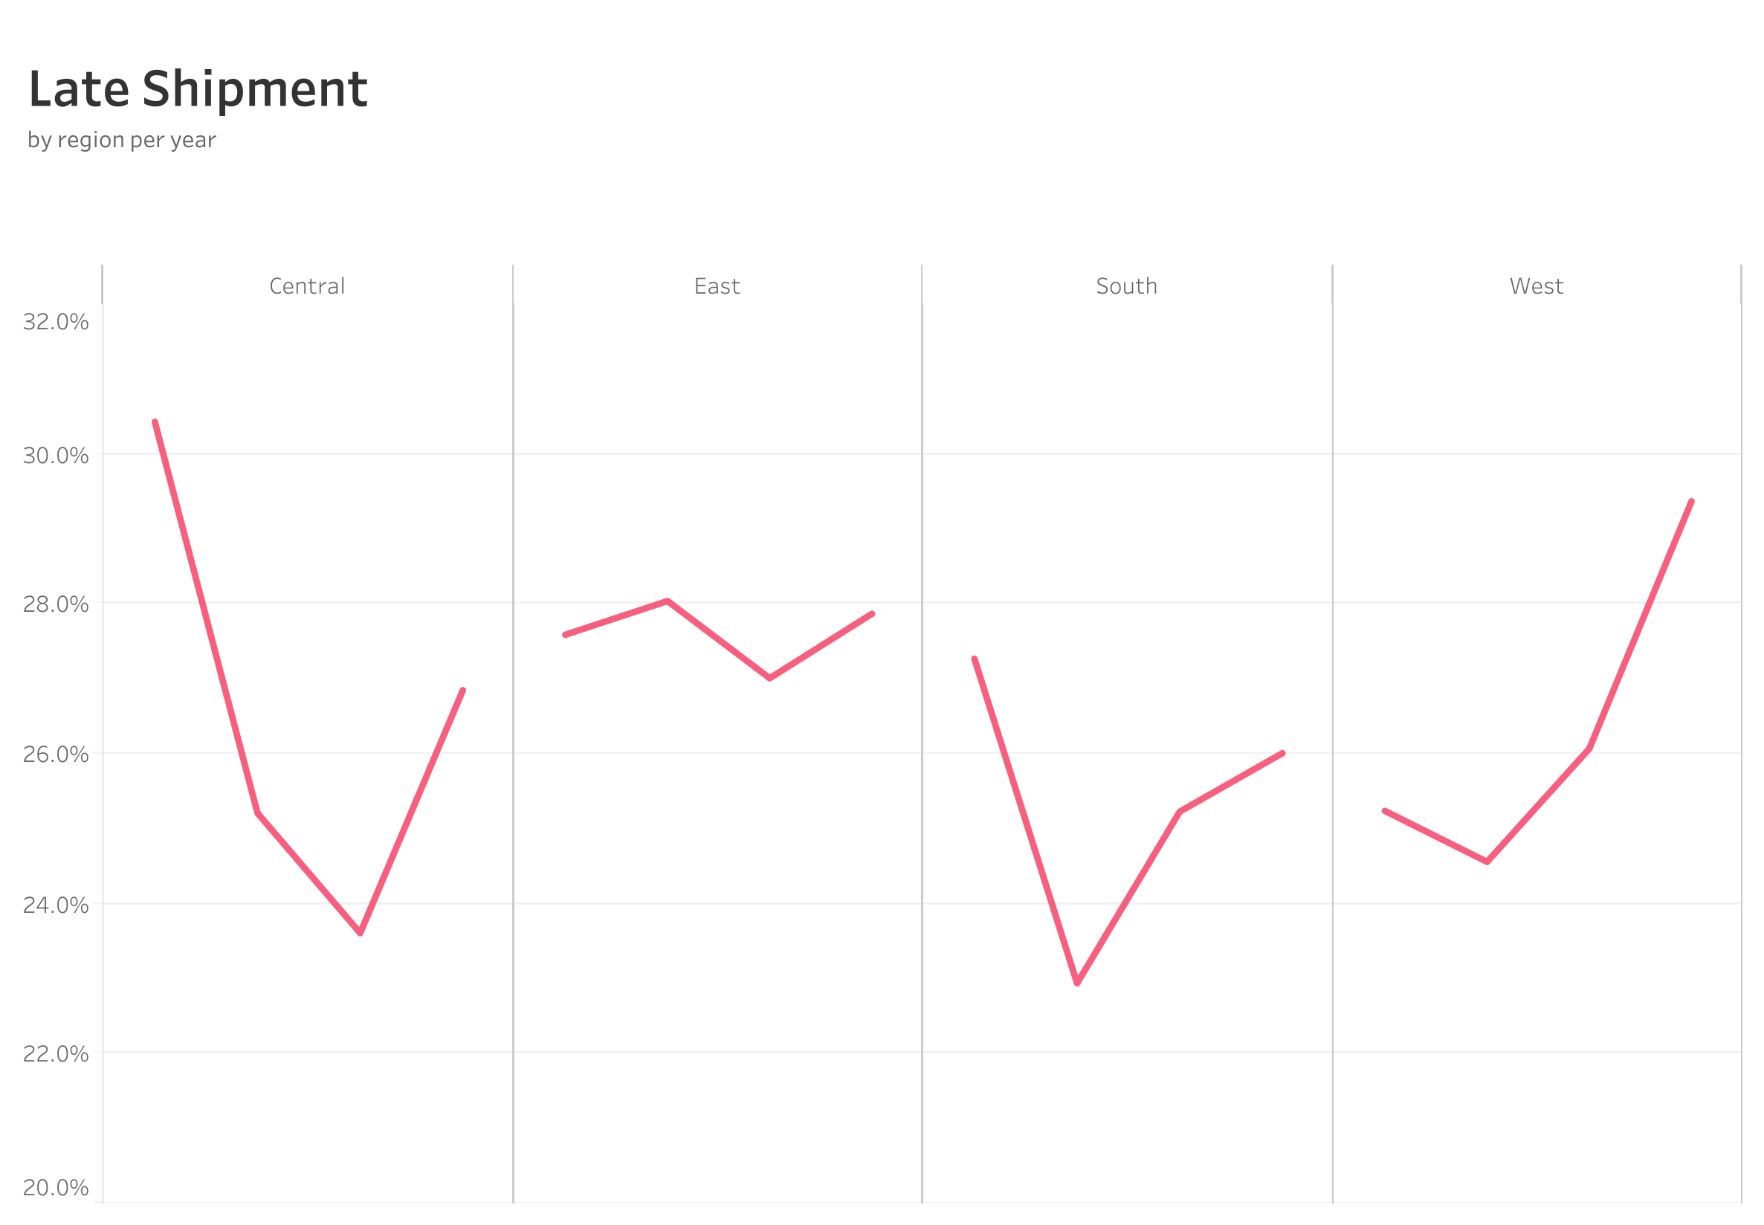 Late Shipment
by region per year
Central East South West
32.0%
30.0%
28.0%
26.0%
24.0%
22.0%
20.0%